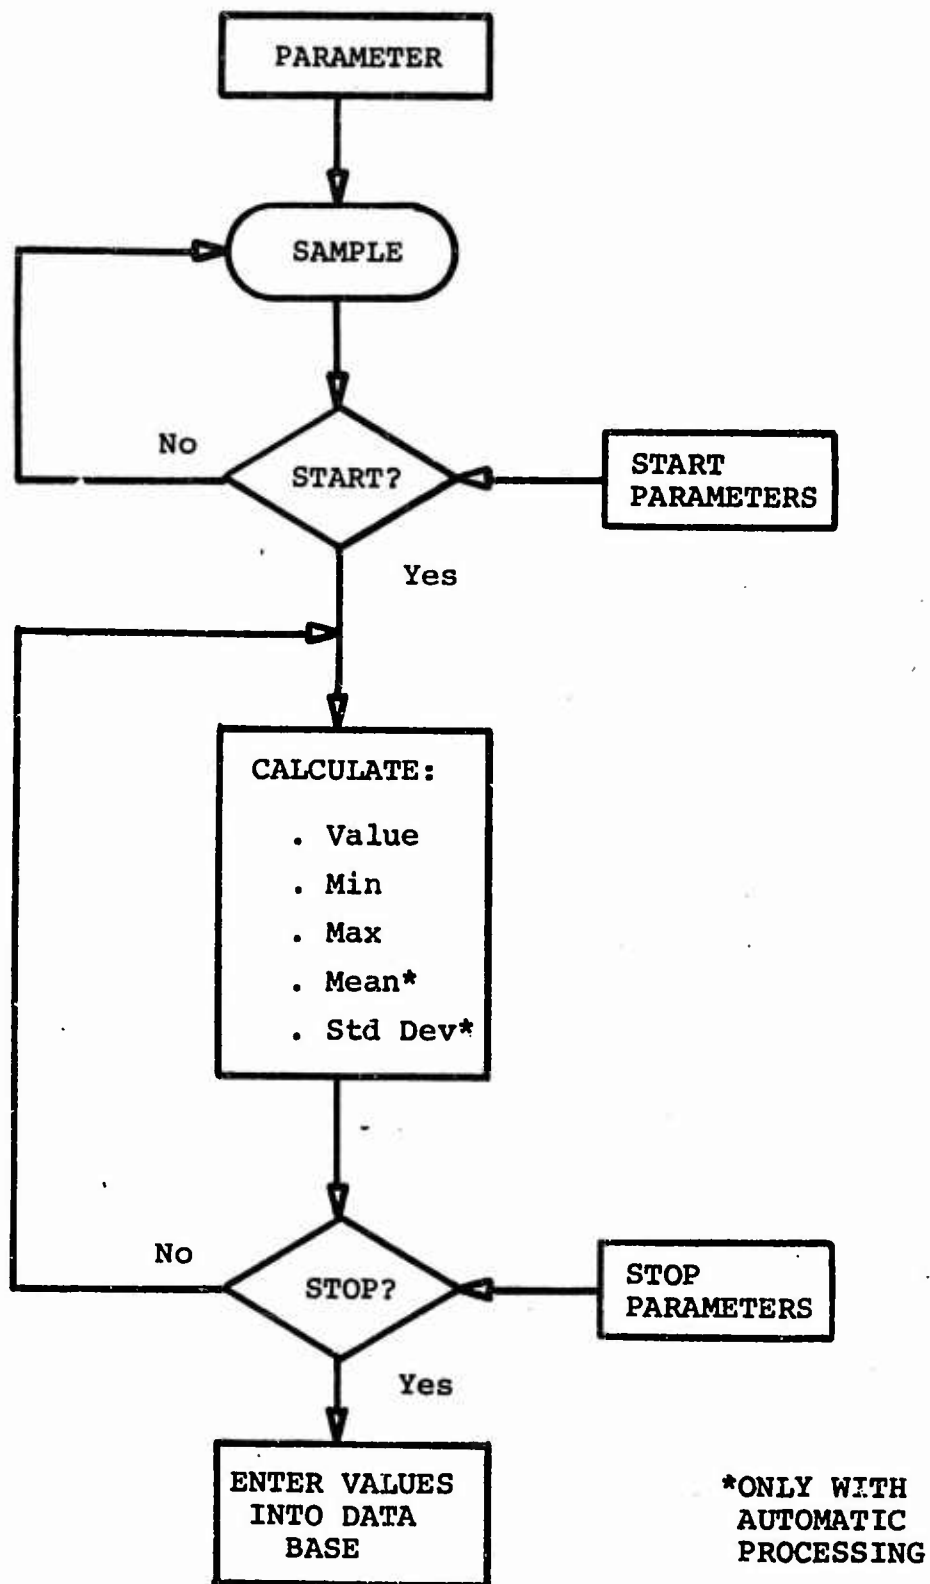 PARAMETER
SAMPLE
No
START?
START
PARAMETERS
Yes
CALCULATE:
. Value
. Min
. Max
. Mean*
. Std Dev*
No
STOP?
STOP
PARAMETERS
Yes
ENTER VALUES
INTO DATA
BASE
*ONLY WITH
AUTOMATIC
PROCESSING